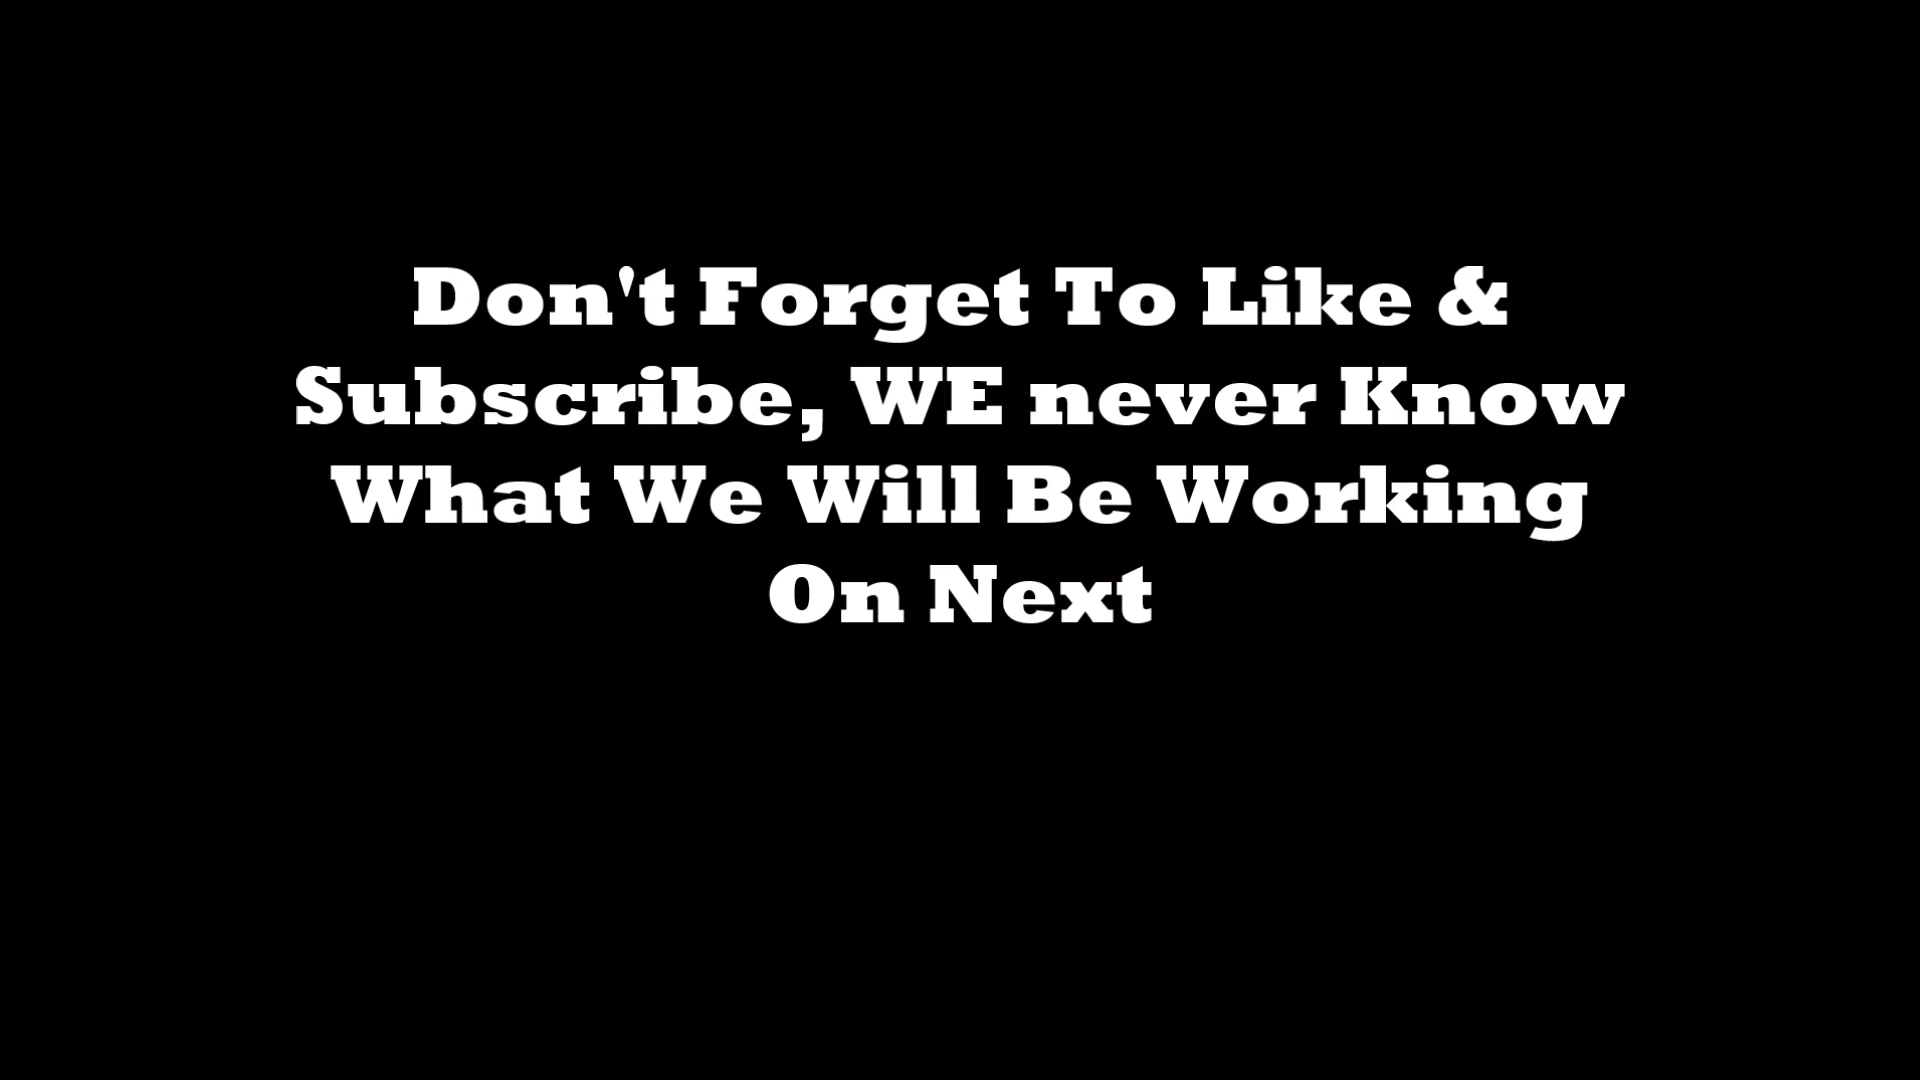 Don't Forget To Like &
Subscribe, WE never Know
What We Will Be Working
On Next